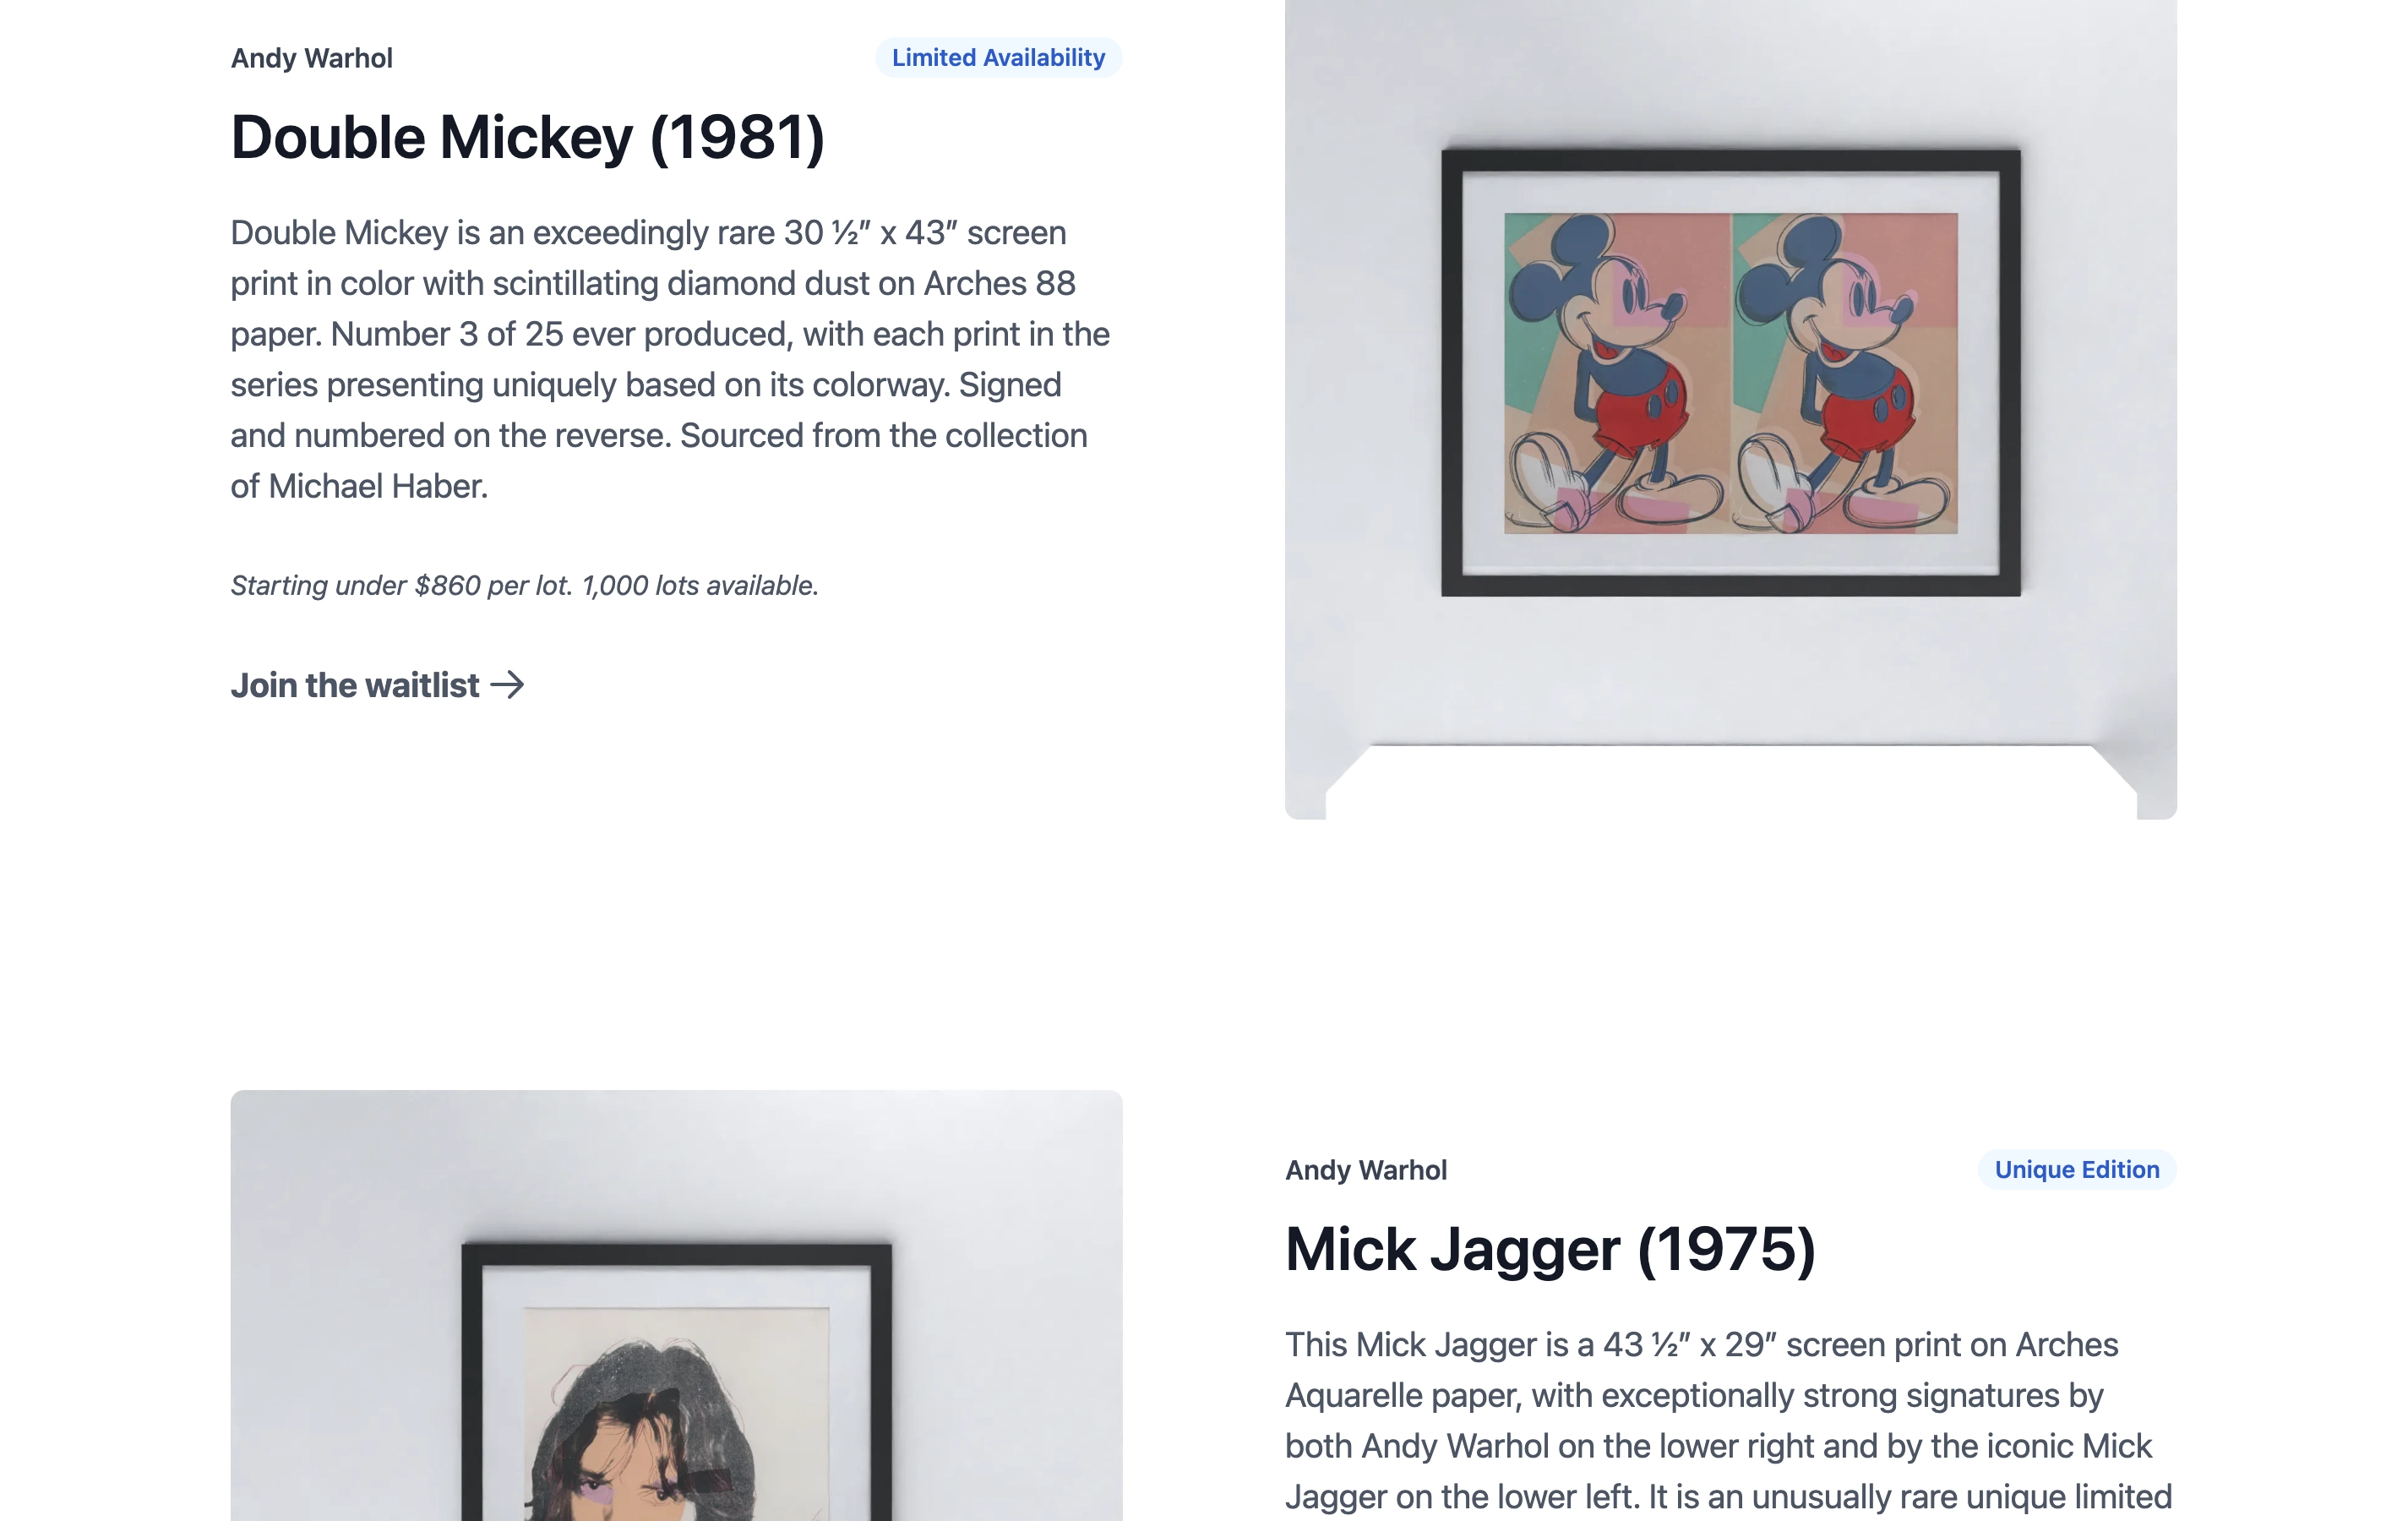 Andy Warhol
Limited Availability
Double Mickey (1981)
Double Mickey is an exceedingly rare 30 ½″ x 43″ screen
print in color with scintillating diamond dust on Arches 88
paper. Number 3 of 25 ever produced, with each print in the
series presenting uniquely based on its colorway. Signed
and numbered on the reverse. Sourced from the collection
of Michael Haber.
Starting under $860 per lot. 1,000 lots available.
Join the waitlist →
Andy Warhol
Unique Edition
Mick Jagger (1975)
This Mick Jagger is a 43 ½″ x 29″ screen print on Arches
Aquarelle paper, with exceptionally strong signatures by
both Andy Warhol on the lower right and by the iconic Mick
Jagger on the lower left. It is an unusually rare unique limited